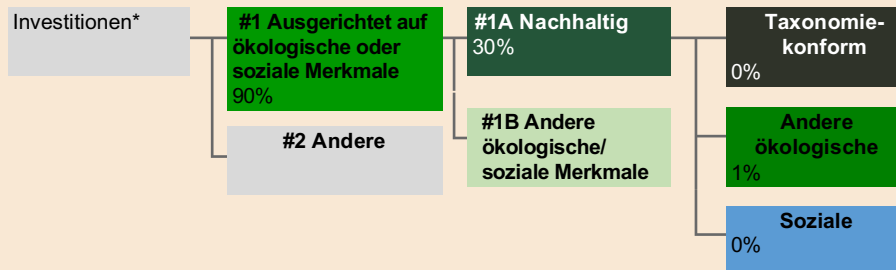 Investitionen*
#1 Ausgerichtet auf
ökologische oder
soziale Merkmale
90%
#2 Andere
#1A Nachhaltig
30%
#1B Andere
ökologische/
soziale Merkmale
Taxonomie-
konform
0%
Andere
ökologische
1%
Soziale
0%